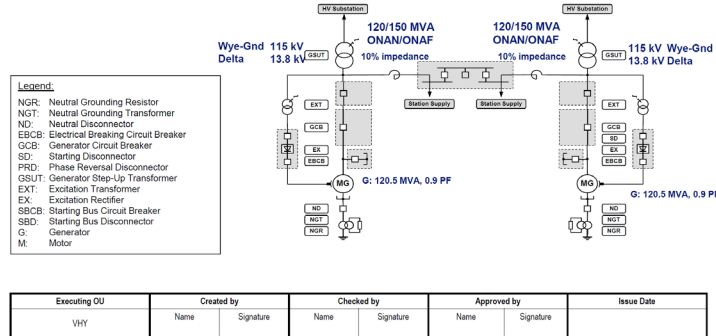 HV Substation
HV Substation
120/150 MVA
ONAN/ONAF
120/150 MVA
ONAN/ONAF
Wye-Gnd 115 kV
Delta 13.8 kV
GSUT
10% impedance
10% impedance
GSUT
115 kV Wye-Gnd
13.8 kV Delta
Station Supply
Station Supply
Legend:
NGR: Neutral Grounding Resistor
NGT: Neutral Grounding Transformer
ND: Neutral Disconnector
EBCB: Electrical Breaking Circuit Breaker
GCB: Generator Circuit Breaker
SD: Starting Disconnector
PRD: Phase Reversal Disconnector
GSUT: Generator Step-Up Transformer
EXT: Excitation Transformer
EX: Excitation Rectifier
SBCB: Starting Bus Circuit Breaker
SBD: Starting Bus Disconnector
G: Generator
M: Motor
EXT
GCB
EX
EBCB
MG
G: 120.5 MVA, 0.9 PF
ND
NGT
NGR
EXT
GCB
SD
EX
EBCB
MG
G: 120.5 MVA, 0.9 P
ND
NGT
NGR
Executing OU
Created by
Checked by
Approved by
Issue Date
VHY
Name
Signature
Name
Signature
Name
Signature